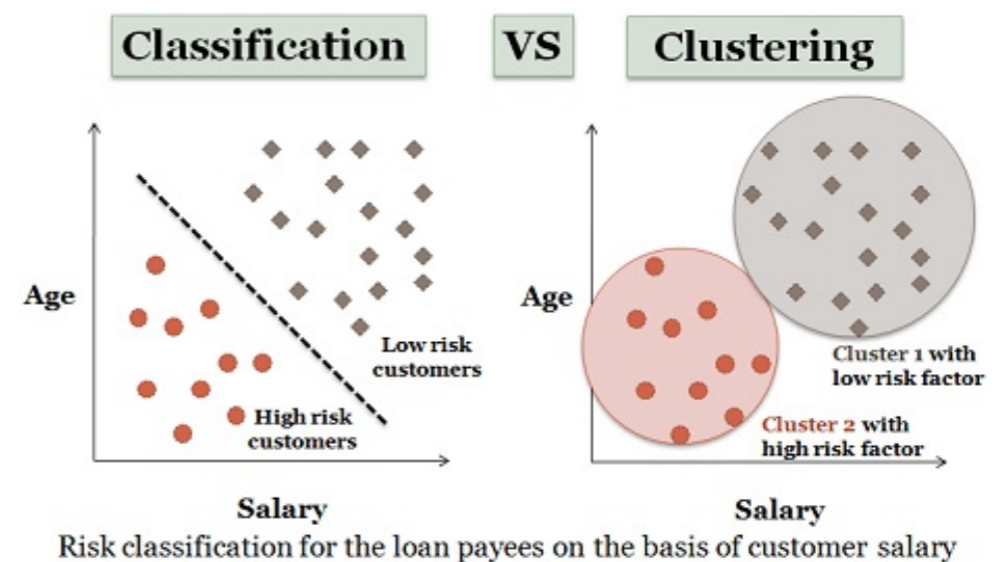 Classification
VS
Clustering
Age
Low risk
customers
High risk
customers
Salary
Age
Cluster 1 with
low risk factor
Cluster 2 with
high risk factor
Salary
Risk classification for the loan payees on the basis of customer salary